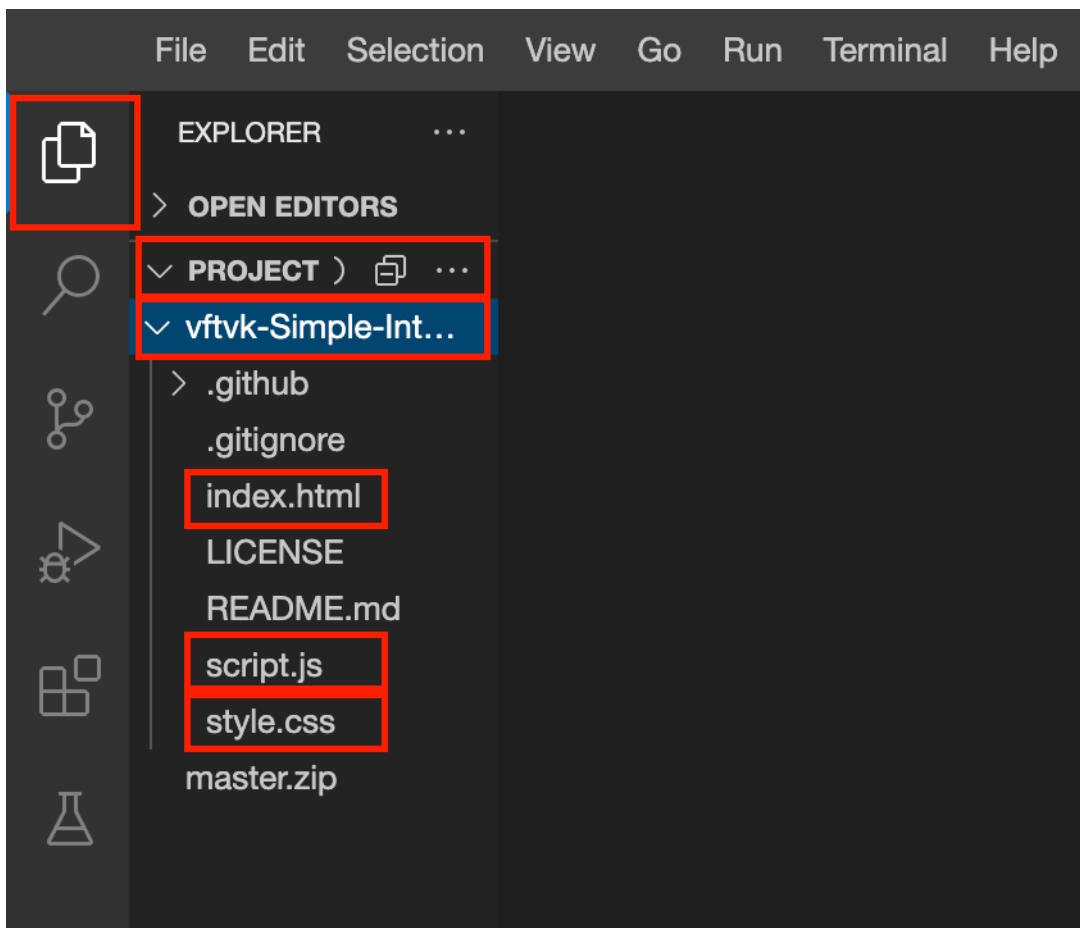 File Edit Selection View Go Run Terminal Help
EXPLORER ...
OPEN EDITORS
PROJECT ) ...
vftvk-Simple-Int...
.github
.gitignore
index.html
LICENSE
README.md
script.js
style.css
master.zip